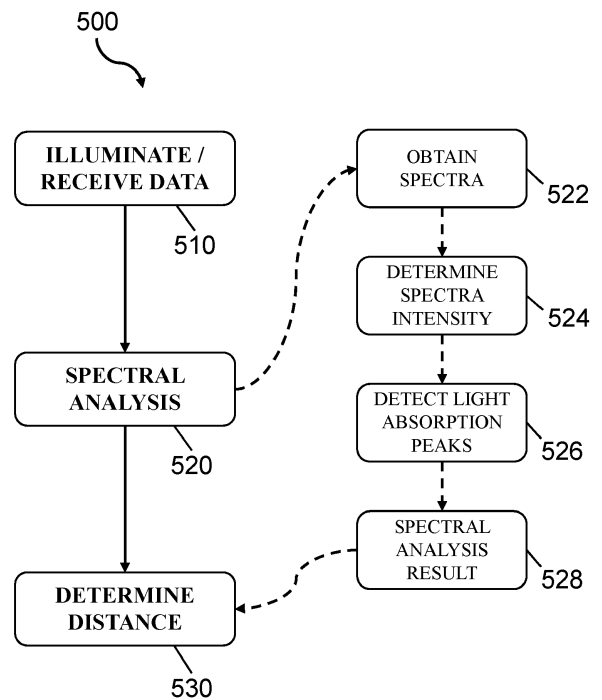 500
ILLUMINATE /
RECEIVE DATA
510
SPECTRAL
ANALYSIS
520
DETERMINE
DISTANCE
530
OBTAIN
SPECTRA
522
DETERMINE
SPECTRA
INTENSITY
524
DETECT LIGHT
ABSORPTION
PEAKS
526
SPECTRAL
ANALYSIS
RESULT
528